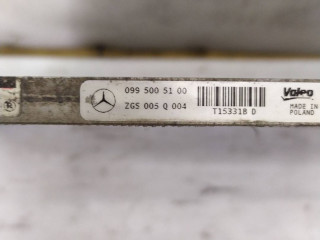 099 500 51 00
ZGS 005 Q 004
T153318 D
Valeo
MADE IN
POLAND